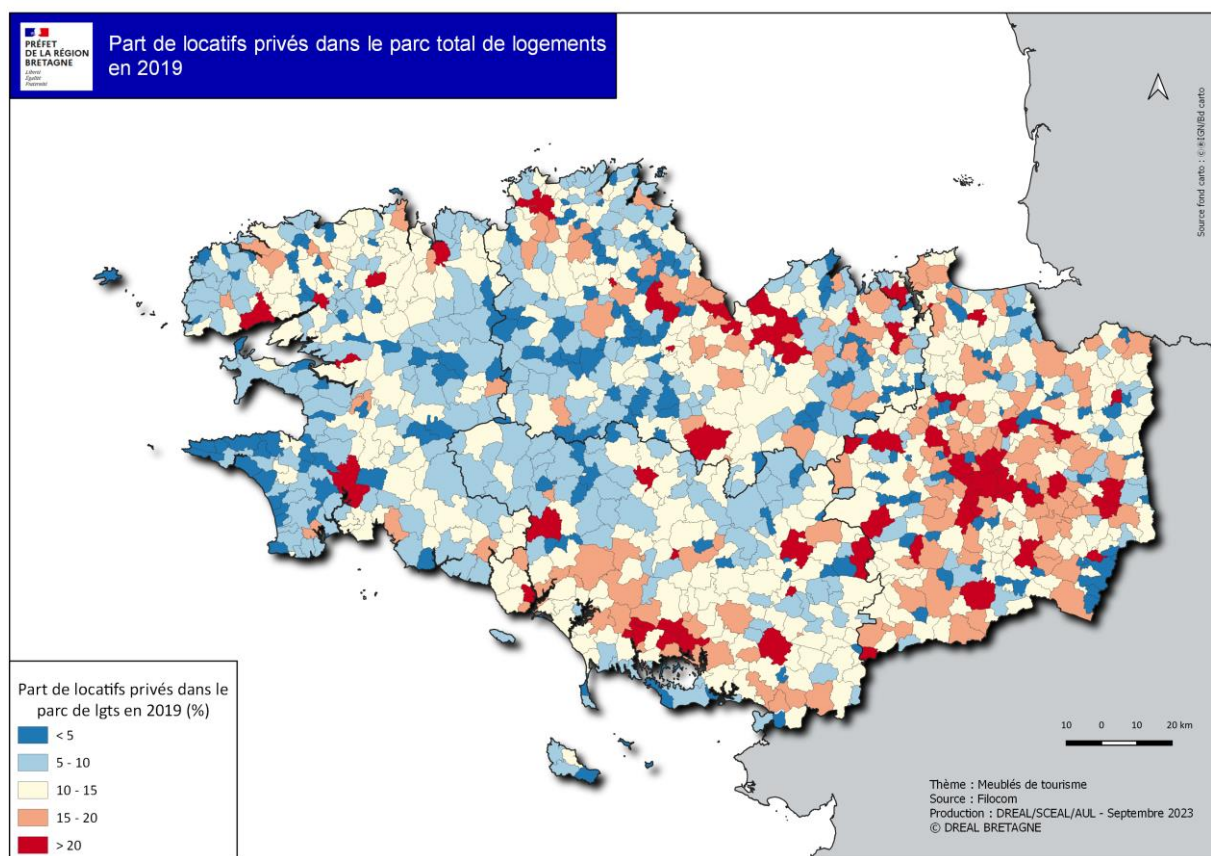 PRÉFET
DE LA RÉGION
BRETAGNE
Liberté
Égalité
Fraternité
Part de locatifs privés dans le parc total de logements
en 2019
Source fond carto : ©®IGN/Bd carto
Part de locatifs privés dans le
parc de lgts en 2019 (%)
< 5
5 - 10
10 - 15
15 - 20
> 20
10 0 10 20 km
Thème : Meublés de tourisme
Source : Filocom
Production : DREAL/SCEAL/AUL - Septembre 2023
© DREAL BRETAGNE